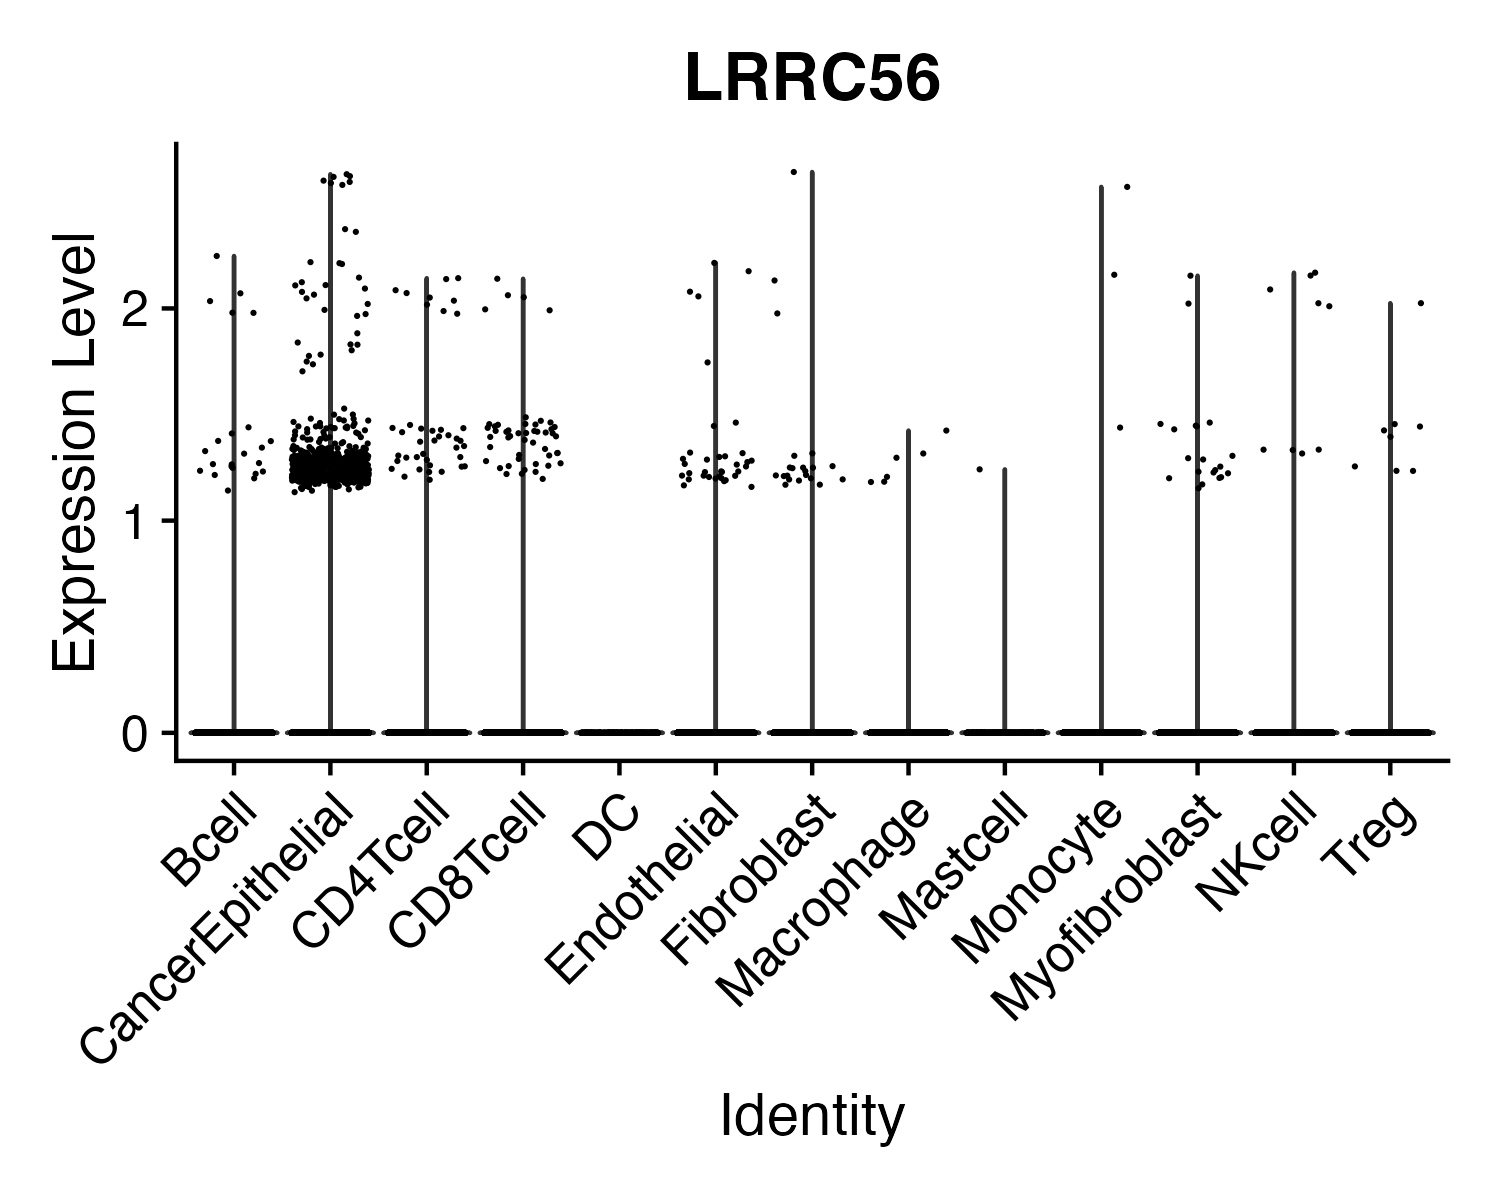 LRRC56
Expression Level
2
1
0
Bcell
CancerEpithelial
CD4Tcell
CD8Tcell
DC
Endothelial
Fibroblast
Macrophage
Mastcell
Monocyte
Myofibroblast
NKcell
Treg
Identity